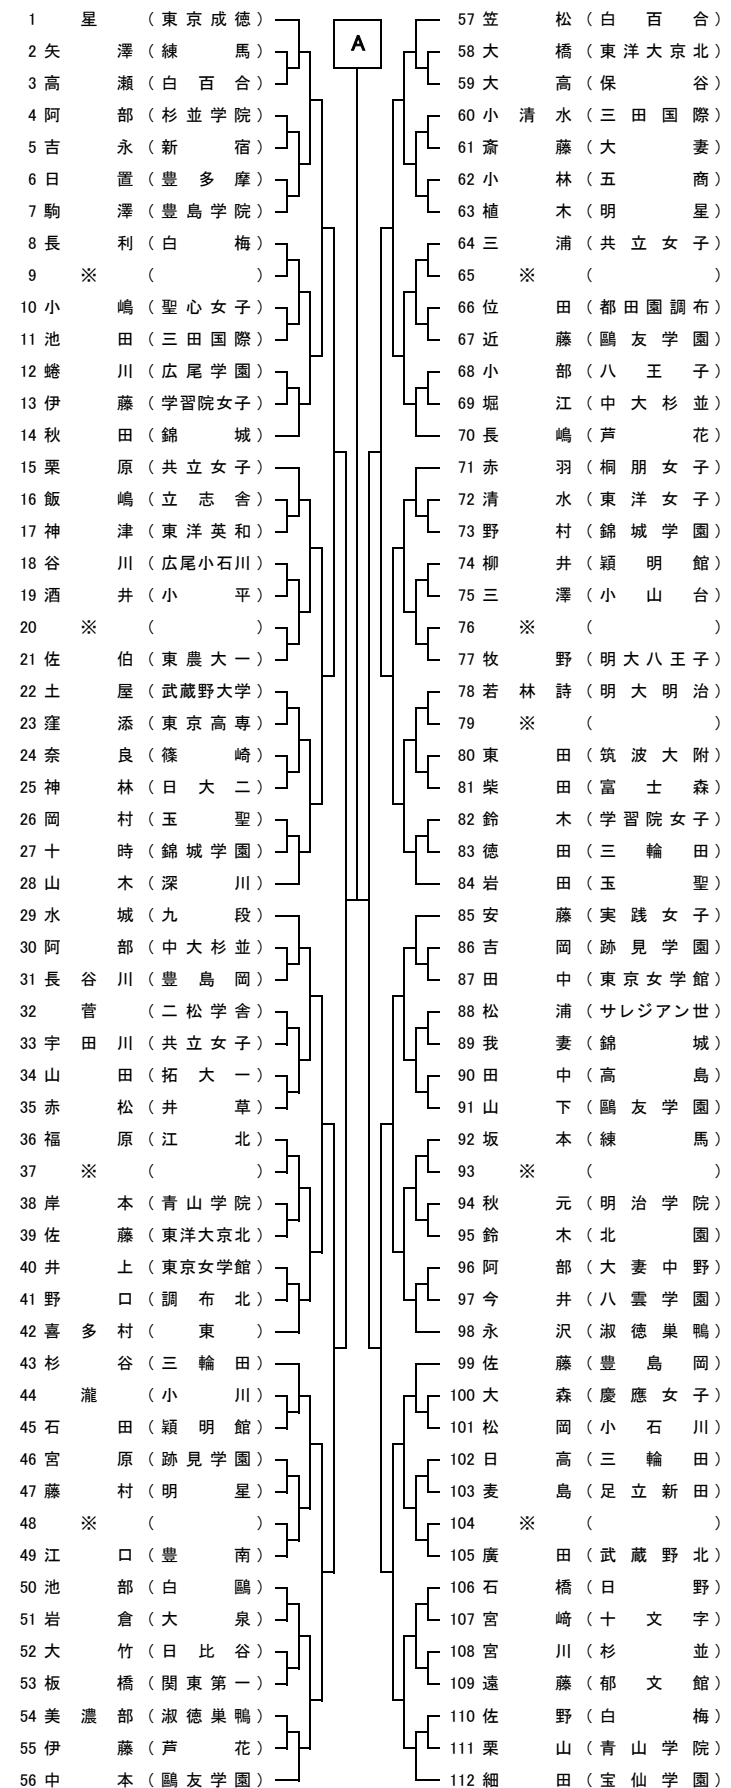 A
1 星 (東京成徳)
2 矢澤 (練馬)
3 高瀬 (白百合)
4 阿部 (杉並学院)
5 吉永 (新宿)
6 日置 (豊多摩)
7 駒澤 (豊島学院)
8 長利 (白梅)
9 ※ ( )
10 小嶋 (聖心女子)
11 池田 (三田国際)
12 蜷川 (広尾学園)
13 伊藤 (学習院女子)
14 秋田 (錦城)
15 栗原 (共立女子)
16 飯嶋 (立志舎)
17 神津 (東洋英和)
18 谷川 (広尾小石川)
19 酒井 (小平)
20 ※ ( )
21 佐伯 (東農大一)
22 土屋 (武蔵野大学)
23 窪添 (東京高専)
24 奈良 (篠崎)
25 神林 (日大二)
26 岡村 (玉聖)
27 十時 (錦城学園)
28 山木 (深川)
29 水城 (九段)
30 阿部 (中大杉並)
31 長谷川 (豊島岡)
32 菅 (二松学舎)
33 宇田川 (共立女子)
34 山田 (拓大一)
35 赤松 (井草)
36 福原 (江北)
37 ※ ( )
38 岸本 (青山学院)
39 佐藤 (東洋大京北)
40 井上 (東京女学館)
41 野口 (調布北)
42 喜多村 (東)
43 杉谷 (三輪田)
44 瀧 (小川)
45 石田 (穎明館)
46 宮原 (跡見学園)
47 藤村 (明星)
48 ※ ( )
49 江口 (豊南)
50 池部 (白鷗)
51 岩倉 (大泉)
52 大竹 (日比谷)
53 板橋 (関東第一)
54 美濃部 (淑徳巣鴨)
55 伊藤 (芦花)
56 中本 (鷗友学園)
57 笠松 (白百合)
58 大橋 (東洋大京北)
59 大高 (保谷)
60 小清水 (三田国際)
61 斎藤 (大妻)
62 小林 (五商)
63 植木 (明星)
64 三浦 (共立女子)
65 ※ ( )
66 位田 (都田園調布)
67 近藤 (鷗友学園)
68 小部 (八王子)
69 堀江 (中大杉並)
70 長嶋 (芦花)
71 赤羽 (桐朋女子)
72 清水 (東洋女子)
73 野村 (錦城学園)
74 柳井 (穎明館)
75 三澤 (小山台)
76 ※ ( )
77 牧野 (明大八王子)
78 若林詩 (明大明治)
79 ※ ( )
80 東田 (筑波大附)
81 柴田 (富士森)
82 鈴木 (学習院女子)
83 徳田 (三輪田)
84 岩田 (玉聖)
85 安藤 (実践女子)
86 吉岡 (跡見学園)
87 田中 (東京女学館)
88 松浦 (サレジアン世)
89 我妻 (錦城)
90 田中 (高島)
91 山下 (鷗友学園)
92 坂本 (練馬)
93 ※ ( )
94 秋元 (明治学院)
95 鈴木 (北園)
96 阿部 (大妻中野)
97 今井 (八雲学園)
98 永沢 (淑徳巣鴨)
99 佐藤 (豊島岡)
100 大森 (慶應女子)
101 松岡 (小石川)
102 日高 (三輪田)
103 麦島 (足立新田)
104 ※ ( )
105 廣田 (武蔵野北)
106 石橋 (日野)
107 宮﨑 (十文字)
108 宮川 (杉並)
109 遠藤 (郁文館)
110 佐野 (白梅)
111 栗山 (青山学院)
112 細田 (宝仙学園)